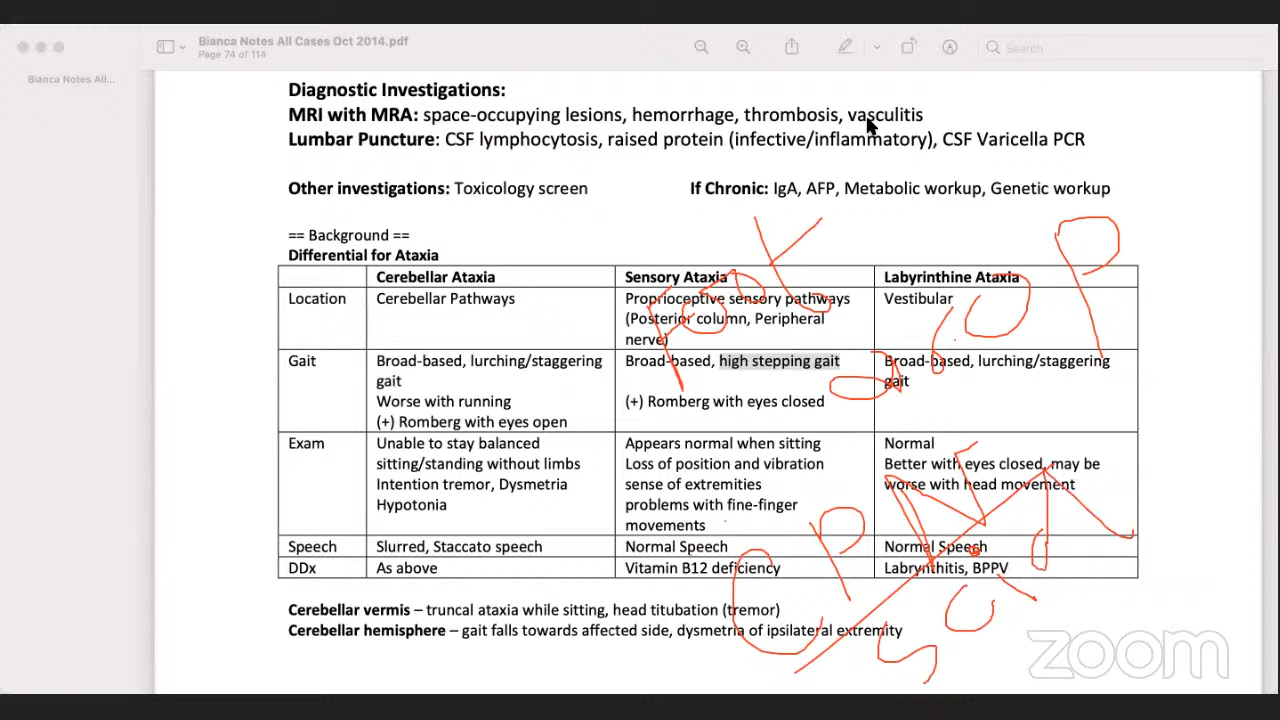 Bianca Notes All Cases Oct 2014.pdf
Page 74 of 114
Search
Bianca Notes All...
Diagnostic Investigations:
MRI with MRA: space-occupying lesions, hemorrhage, thrombosis, vasculitis
Lumbar Puncture: CSF lymphocytosis, raised protein (infective/inflammatory), CSF Varicella PCR
Other investigations: Toxicology screen If Chronic: IgA, AFP, Metabolic workup, Genetic workup
== Background ==
Differential for Ataxia
Cerebellar Ataxia Sensory Ataxia Labyrinthine Ataxia
Location Cerebellar Pathways Proprioceptive sensory pathways Vestibular
(Posterior column, Peripheral
nerve)
Gait Broad-based, lurching/staggering Broad-based, high stepping gait Broad-based, lurching/staggering
gait gait
Worse with running (+) Romberg with eyes closed
(+) Romberg with eyes open
Exam Unable to stay balanced Appears normal when sitting Normal
sitting/standing without limbs Loss of position and vibration Better with eyes closed, may be
Intention tremor, Dysmetria sense of extremities worse with head movement
Hypotonia problems with fine-finger
movements
Speech Slurred, Staccato speech Normal Speech Normal Speech
DDx As above Vitamin B12 deficiency Labrynthitis, BPPV
Cerebellar vermis – truncal ataxia while sitting, head titubation (tremor)
Cerebellar hemisphere – gait falls towards affected side, dysmetria of ipsilateral extremity
Foot
drop
zoom